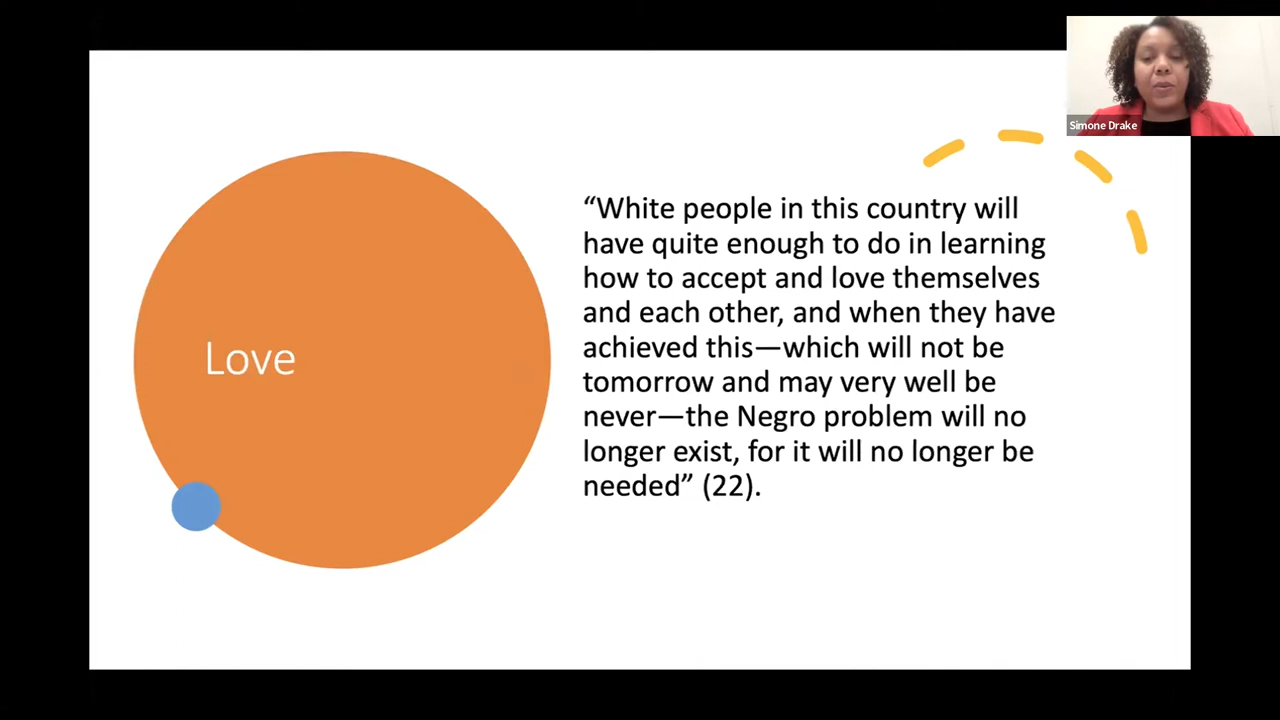 Simone Drake
Love
“White people in this country will
have quite enough to do in learning
how to accept and love themselves
and each other, and when they have
achieved this—which will not be
tomorrow and may very well be
never—the Negro problem will no
longer exist, for it will no longer be
needed” (22).